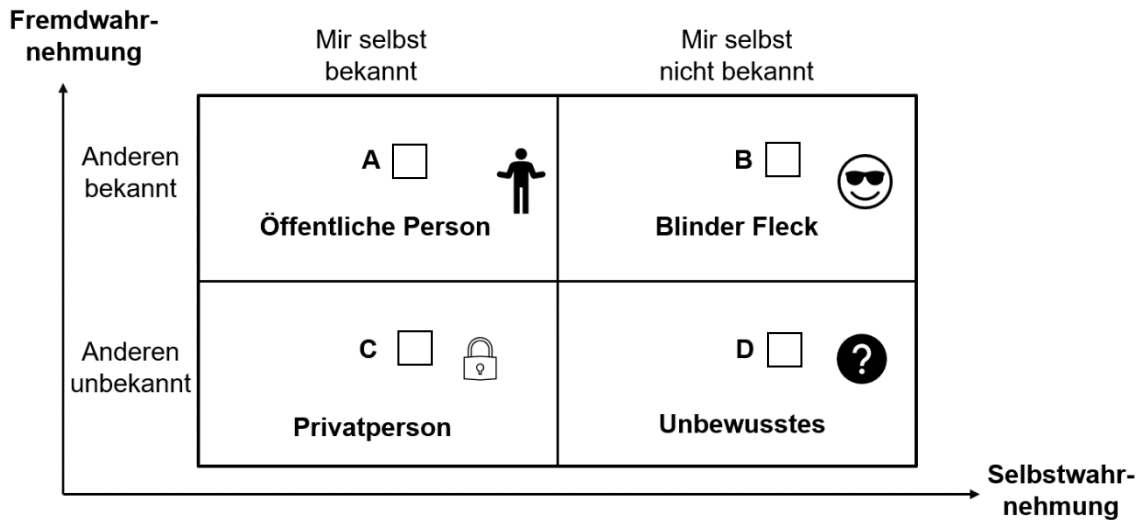 Fremdwahr-
nehmung
Mir selbst
bekannt
Mir selbst
nicht bekannt
Anderen
bekannt
A
Öffentliche Person
B
Blinder Fleck
Anderen
unbekannt
C
Privatperson
D
?
Unbewusstes
Selbstwahr-
nehmung